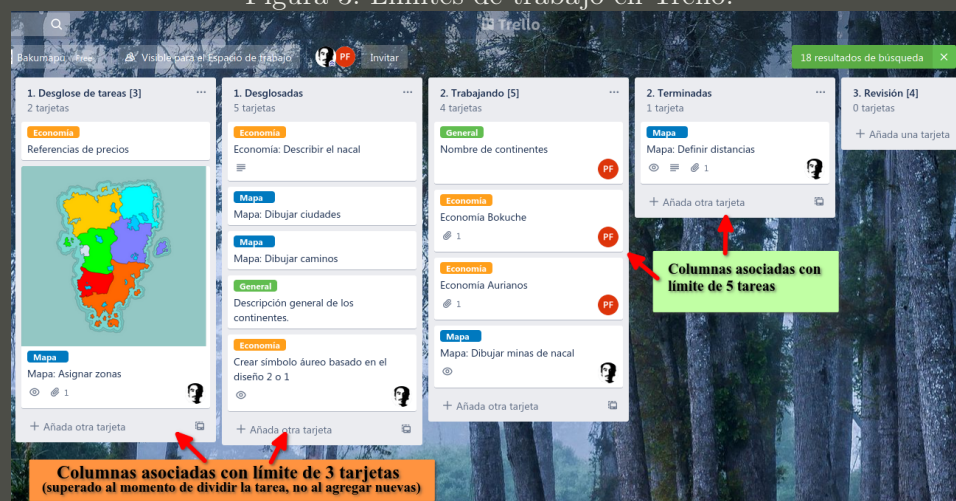 Figura 3: Límites de trabajo en Trello.
Trello
Bakumapu Free
Visible para el Espacio de trabajo
PF
Invitar
18 resultados de búsqueda
1. Desglose de tareas [3]
2 tarjetas
Economía
Referencias de precios
Mapa
Mapa: Asignar zonas
1
+ Añada otra tarjeta
1. Desglosadas
5 tarjetas
Economía
Economía: Describir el nacal
Mapa
Mapa: Dibujar ciudades
Mapa
Mapa: Dibujar caminos
General
Descripción general de los
continentes.
Economía
Crear símbolo áureo basado en el
diseño 2 o 1
+ Añada otra tarjeta
2. Trabajando [5]
4 tarjetas
General
Nombre de continentes
PF
Economía
Economía Bokuche
1
PF
Economía
Economía Aurianos
1
PF
Mapa
Mapa: Dibujar minas de nacal
+ Añada otra tarjeta
2. Terminadas
1 tarjeta
Mapa
Mapa: Definir distancias
1
+ Añada otra tarjeta
3. Revisión [4]
0 tarjetas
+ Añada una tarjeta
Columnas asociadas con
límite de 5 tareas
Columnas asociadas con límite de 3 tarjetas
(superado al momento de dividir la tarea, no al agregar nuevas)